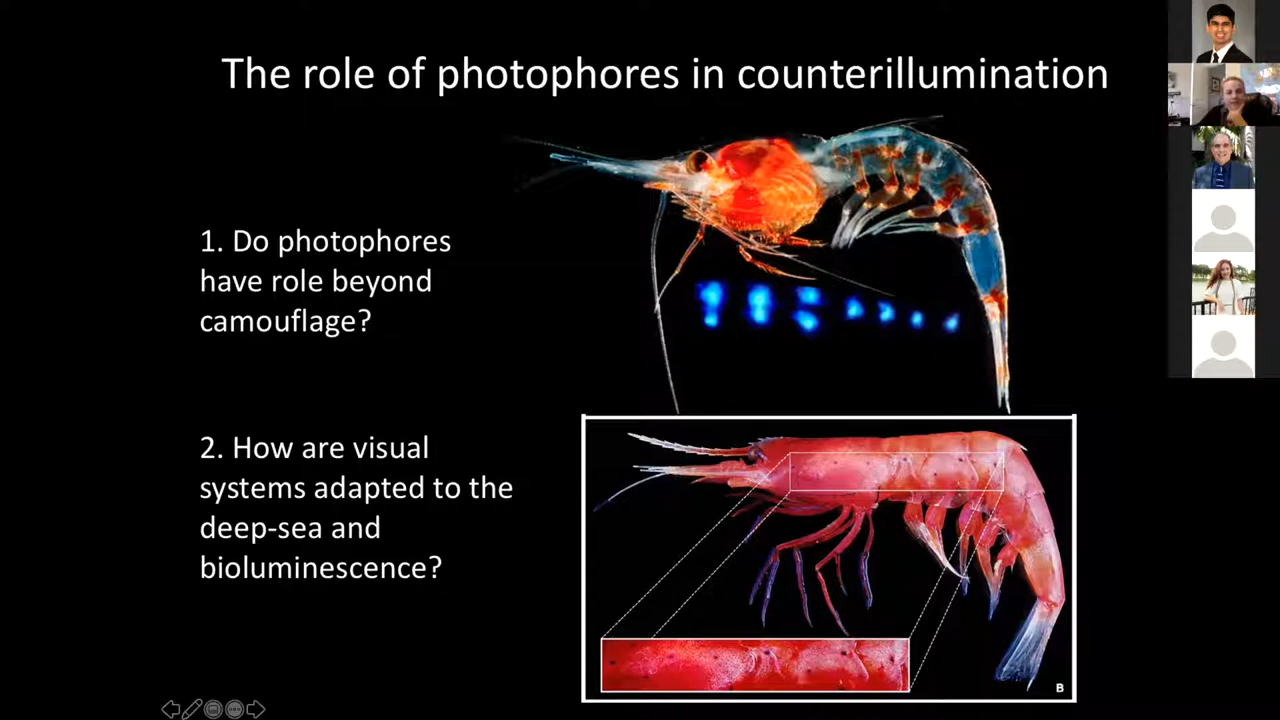 The role of photophores in counterillumination
1. Do photophores
have role beyond
camouflage?
2. How are visual
systems adapted to the
deep-sea and
bioluminescence?
B